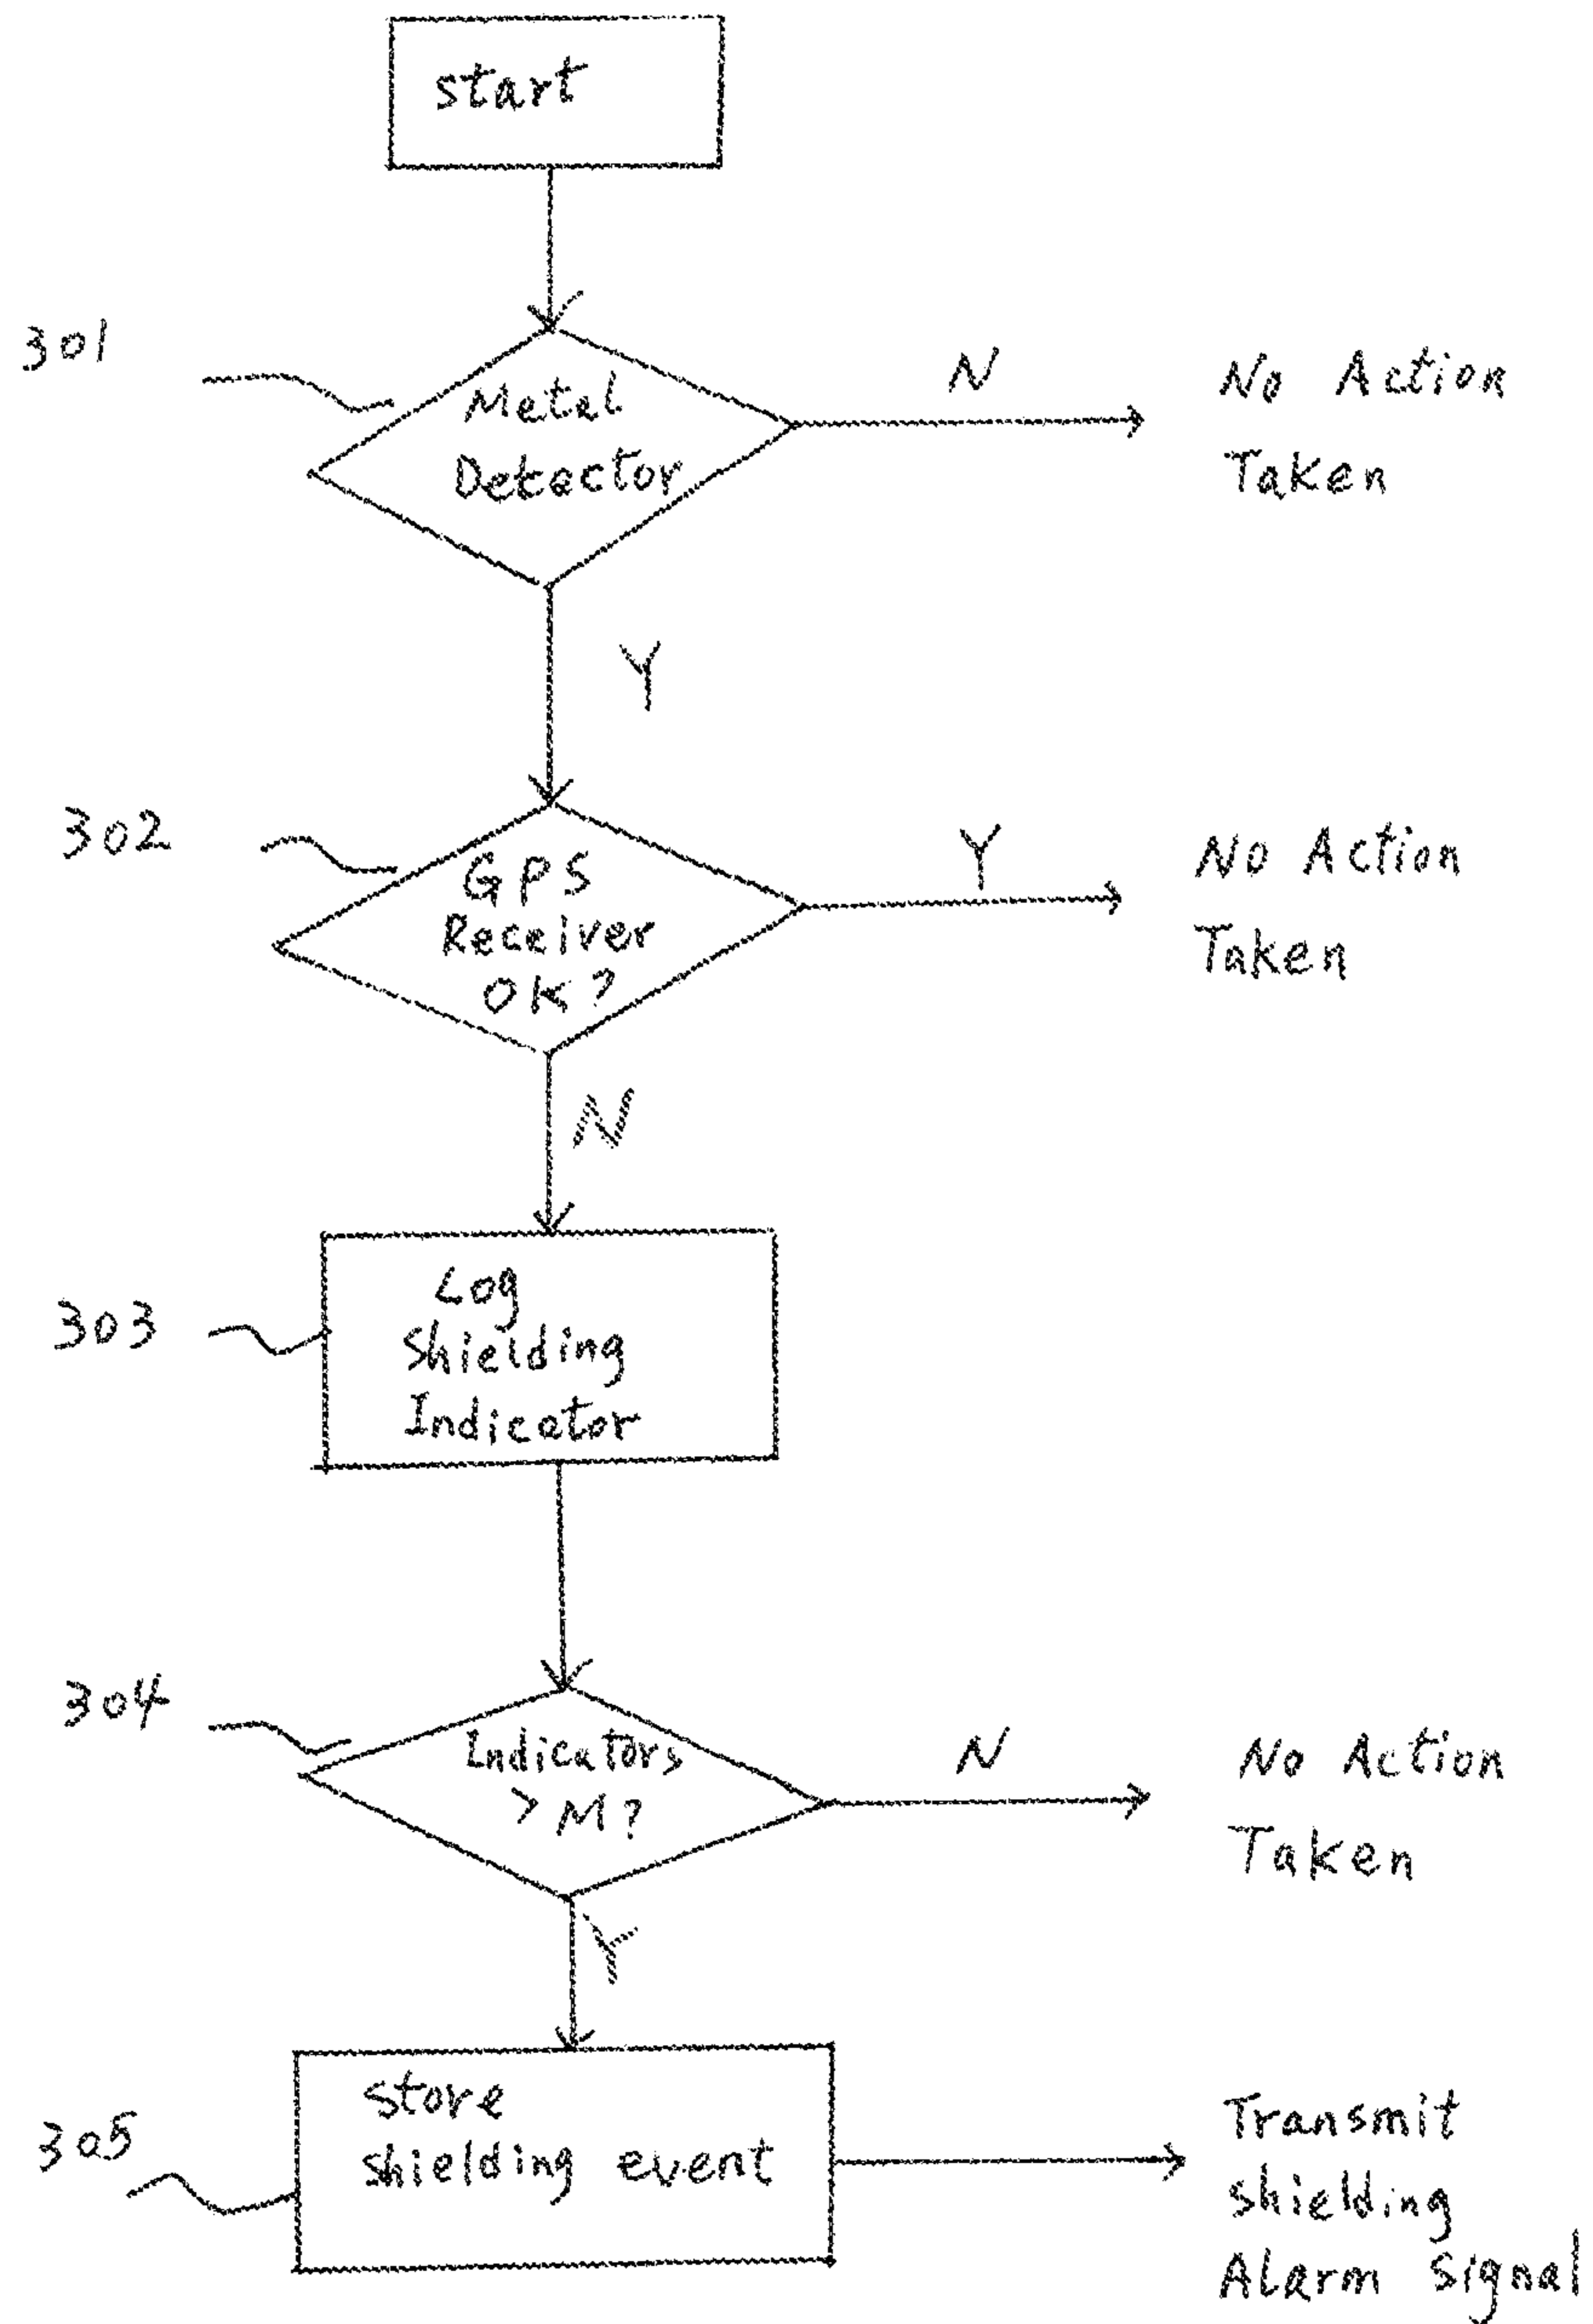 start
301
Metal
Detector
N
No Action
Taken
Y
302
GPS
Receiver
OK?
Y
No Action
Taken
N
303
Log
Shielding
Indicator
304
Indicators
> M?
N
No Action
Taken
Y
305
store
shielding event
Transmit
shielding
Alarm signal